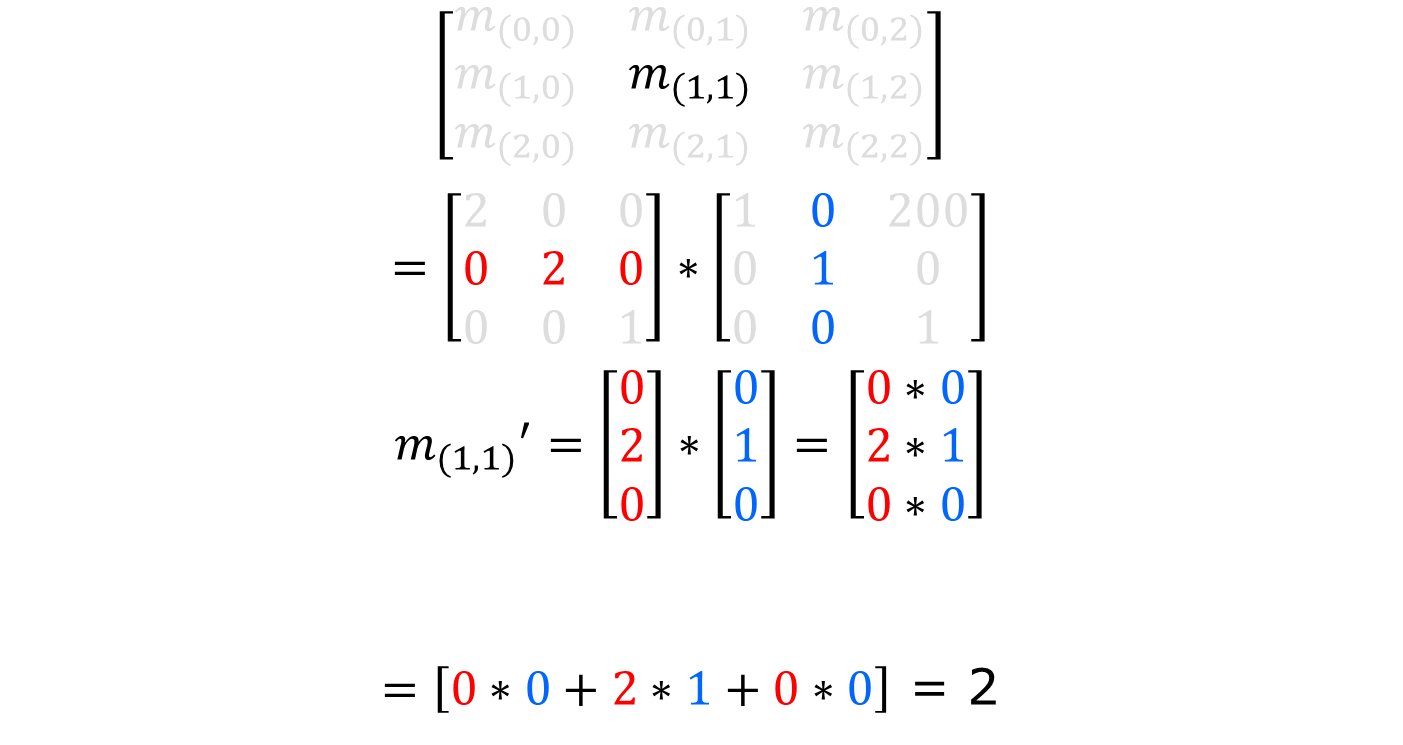 m(0,0) m(0,1) m(0,2)
m(1,0) m(1,1) m(1,2)
m(2,0) m(2,1) m(2,2)
2 0 0 1 0 200
= 0 2 0 * 0 1 0
0 0 1 0 0 1
0 0 0 * 0
m(1,1)′ = 2 * 1 = 2 * 1
0 0 0 * 0
= [0 * 0 + 2 * 1 + 0 * 0] = 2